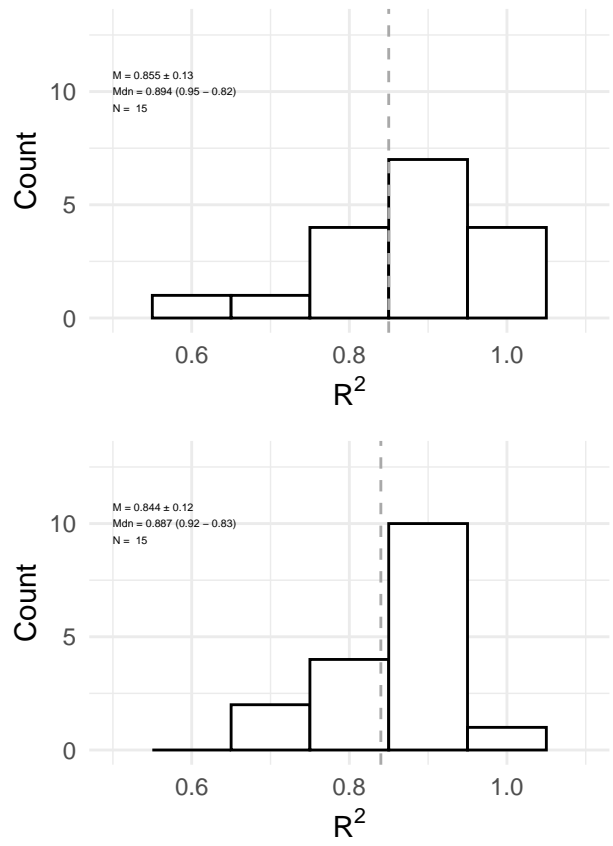 M = 0.855 ± 0.13
Mdn = 0.894 (0.95 − 0.82)
N =  15
10
5
0
Count
0.6 0.8 1.0
R²
M = 0.844 ± 0.12
Mdn = 0.887 (0.92 − 0.83)
N =  15
10
5
0
Count
0.6 0.8 1.0
R²